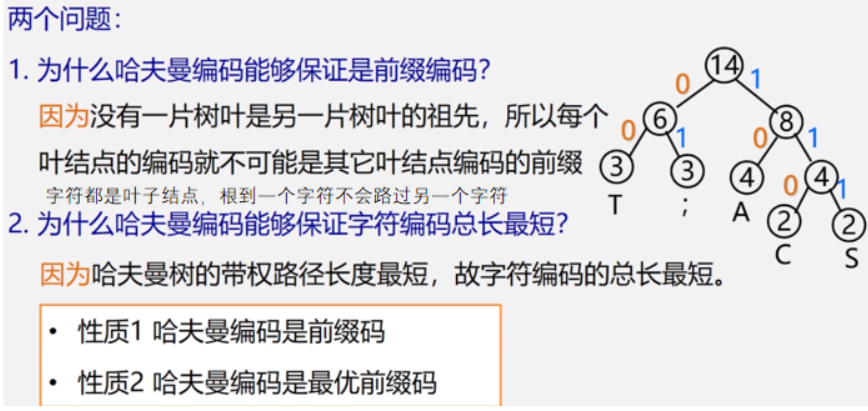 两个问题：
1. 为什么哈夫曼编码能够保证是前缀编码？
因为没有一片树叶是另一片树叶的祖先，所以每个
叶结点的编码就不可能是其它叶结点编码的前缀
字符都是叶子结点，根到一个字符不会路过另一个字符
2. 为什么哈夫曼编码能够保证字符编码总长最短？
因为哈夫曼树的带权路径长度最短，故字符编码的总长最短。
• 性质1 哈夫曼编码是前缀码
• 性质2 哈夫曼编码是最优前缀码
14
0 1
6 8
0 1 0 1
3 3 4 4
T ; A 0 1
2 2
C S